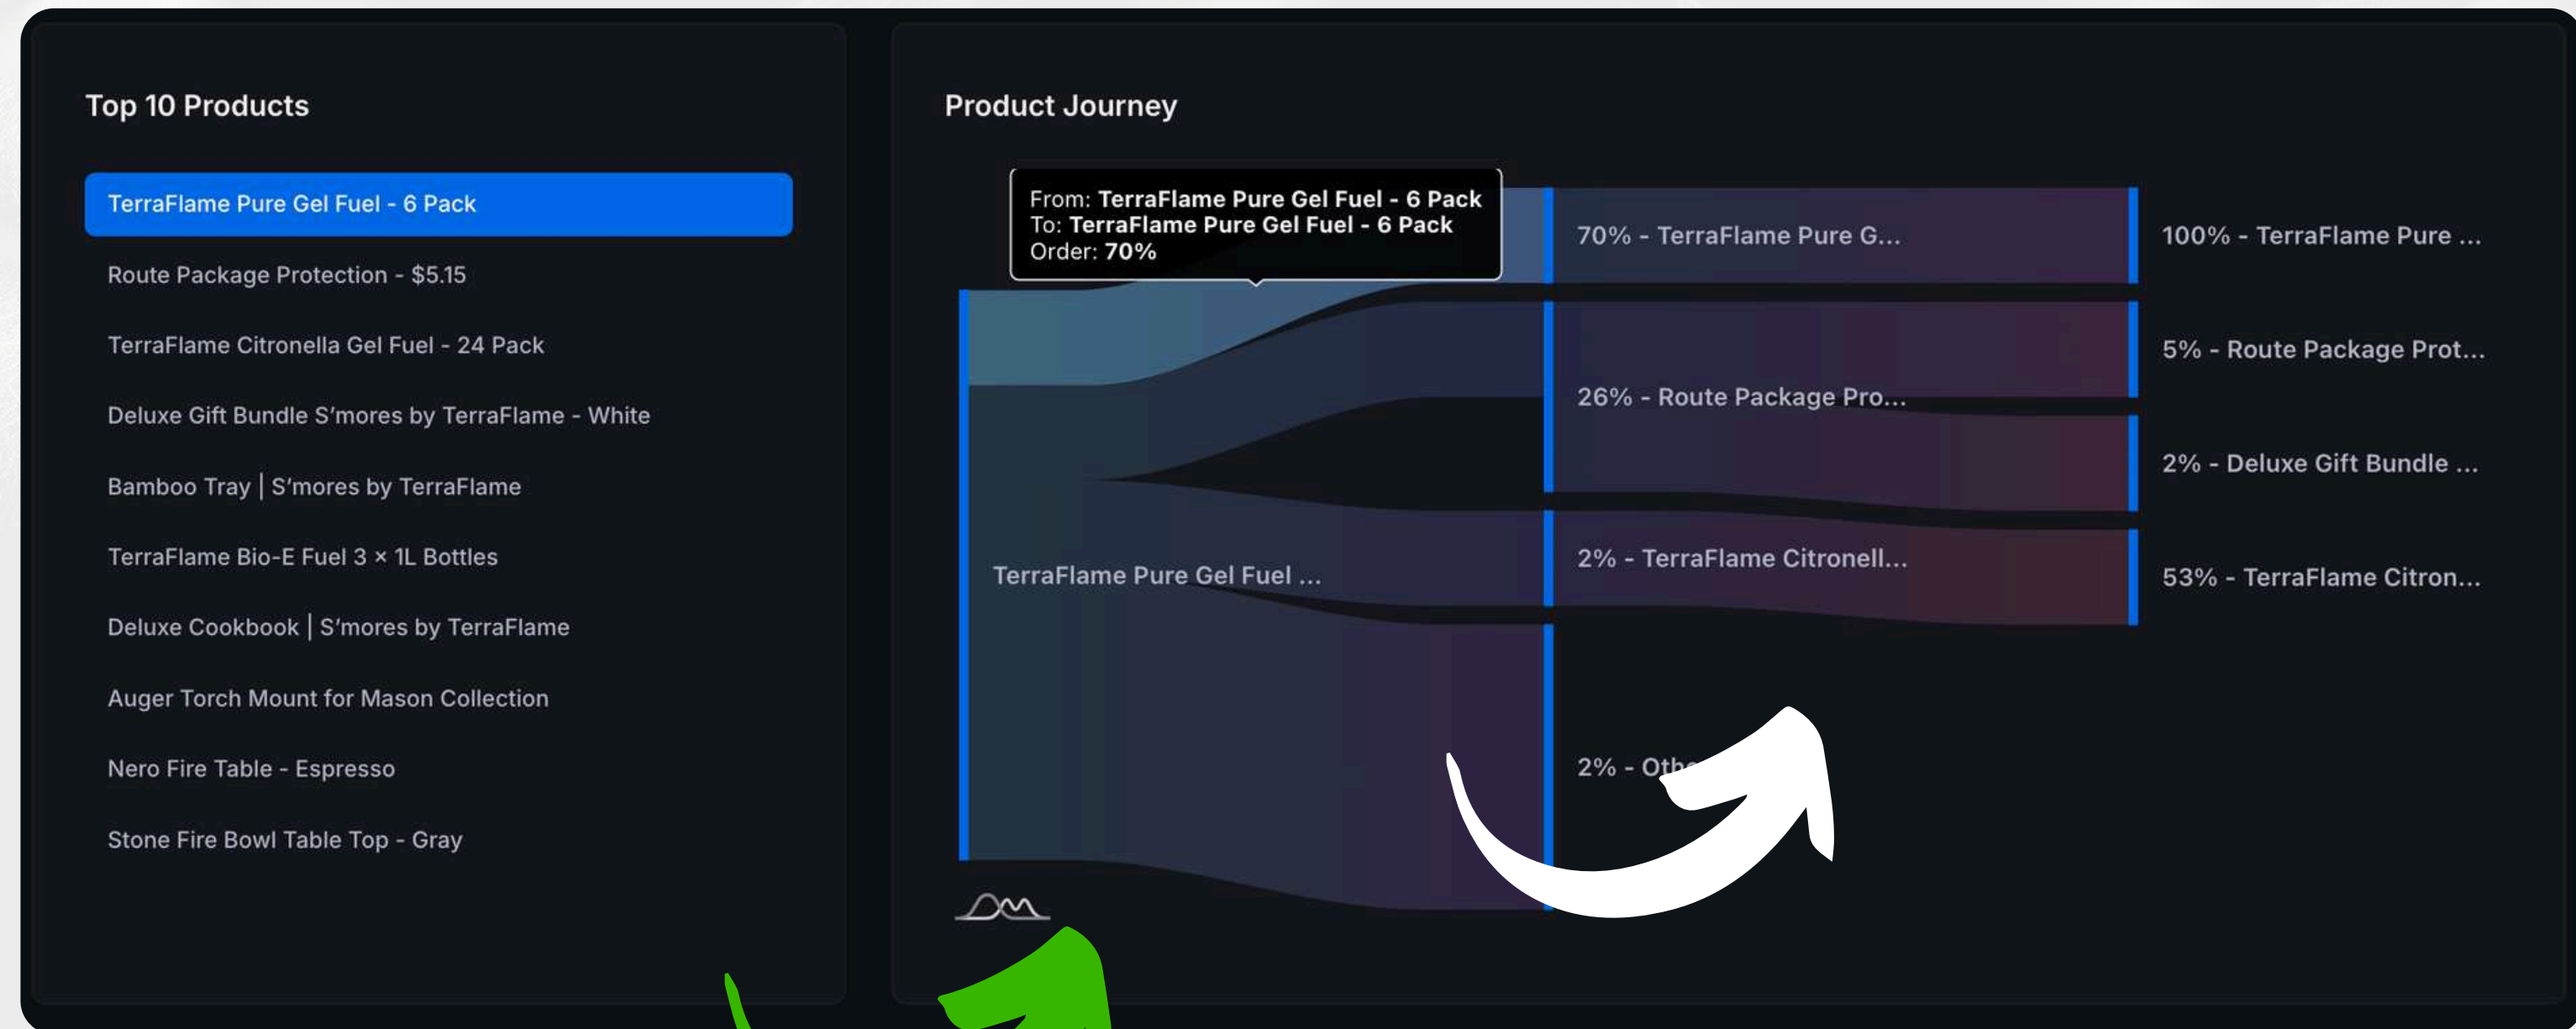 Top 10 Products
TerraFlame Pure Gel Fuel - 6 Pack
Route Package Protection - $5.15
TerraFlame Citronella Gel Fuel - 24 Pack
Deluxe Gift Bundle S’mores by TerraFlame - White
Bamboo Tray | S’mores by TerraFlame
TerraFlame Bio-E Fuel 3 × 1L Bottles
Deluxe Cookbook | S’mores by TerraFlame
Auger Torch Mount for Mason Collection
Nero Fire Table - Espresso
Stone Fire Bowl Table Top - Gray
Product Journey
From: TerraFlame Pure Gel Fuel - 6 Pack
To: TerraFlame Pure Gel Fuel - 6 Pack
Order: 70%
TerraFlame Pure Gel Fuel ...
70% - TerraFlame Pure G...
26% - Route Package Pro...
2% - TerraFlame Citronell...
2% -
100% - TerraFlame Pure ...
5% - Route Package Prot...
2% - Deluxe Gift Bundle ...
53% - TerraFlame Citron...